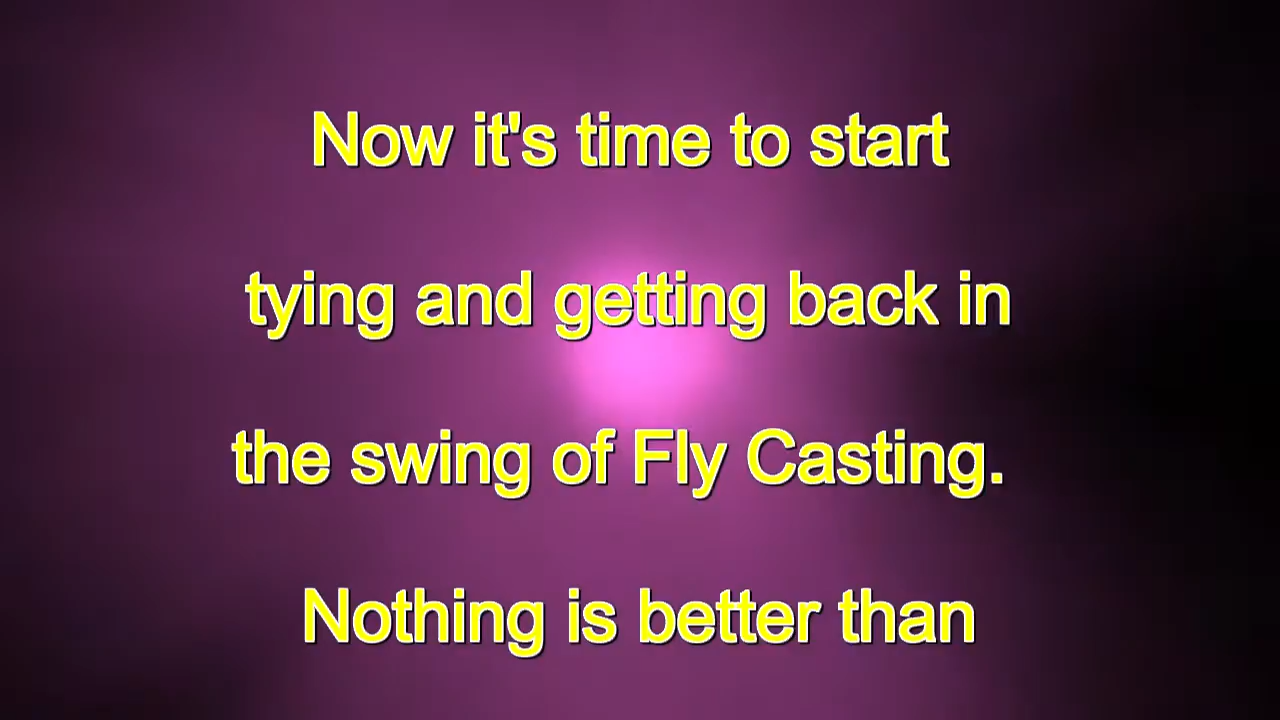 Now it's time to start
tying and getting back in
the swing of Fly Casting.
Nothing is better than